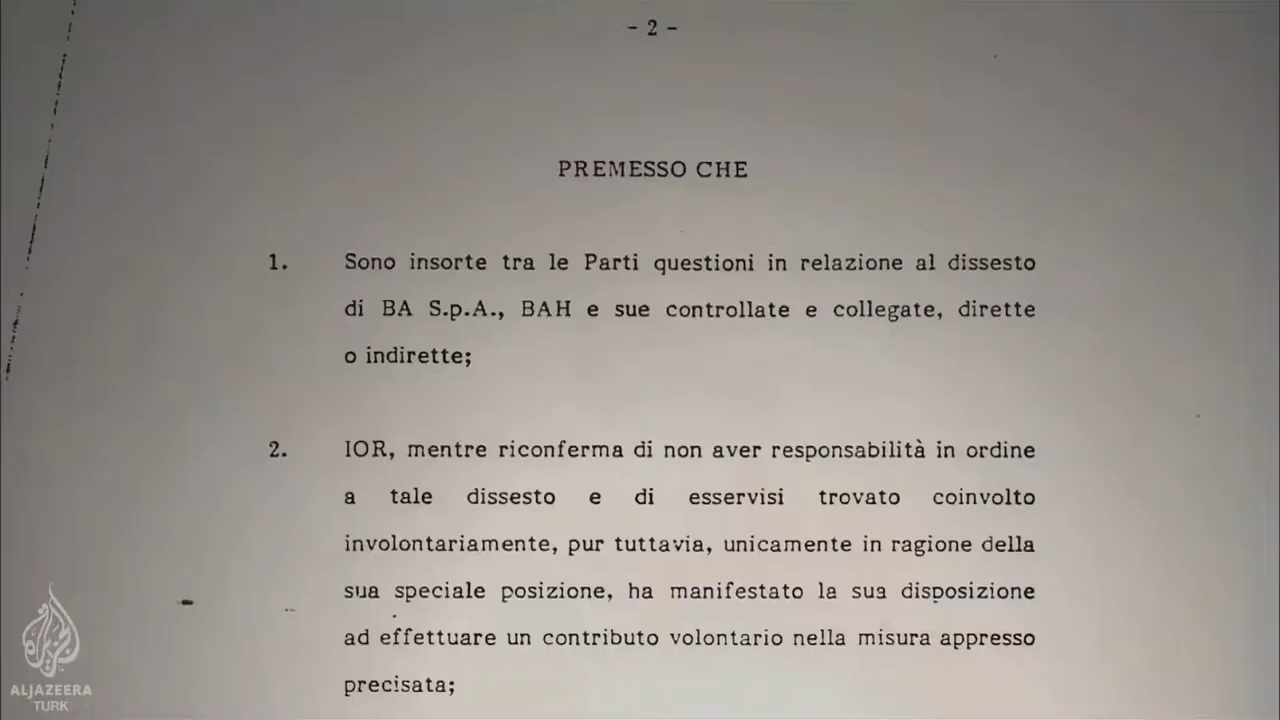 - 2 -
PREMESSO CHE
1. Sono insorte tra le Parti questioni in relazione al dissesto
di BA S.p.A., BAH e sue controllate e collegate, dirette
o indirette;
2. IOR, mentre riconferma di non aver responsabilità in ordine
a tale dissesto e di esservisi trovato coinvolto
involontariamente, pur tuttavia, unicamente in ragione della
sua speciale posizione, ha manifestato la sua disposizione
ad effettuare un contributo volontario nella misura appresso
precisata;
الجزيرة
ALJAZEERA
TURK